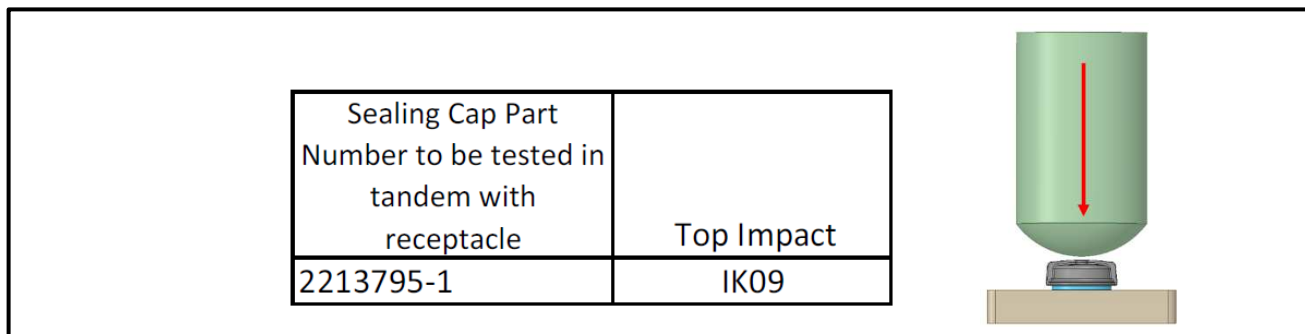 Sealing Cap Part
Number to be tested in
tandem with
receptacle
Top Impact
2213795-1
IK09